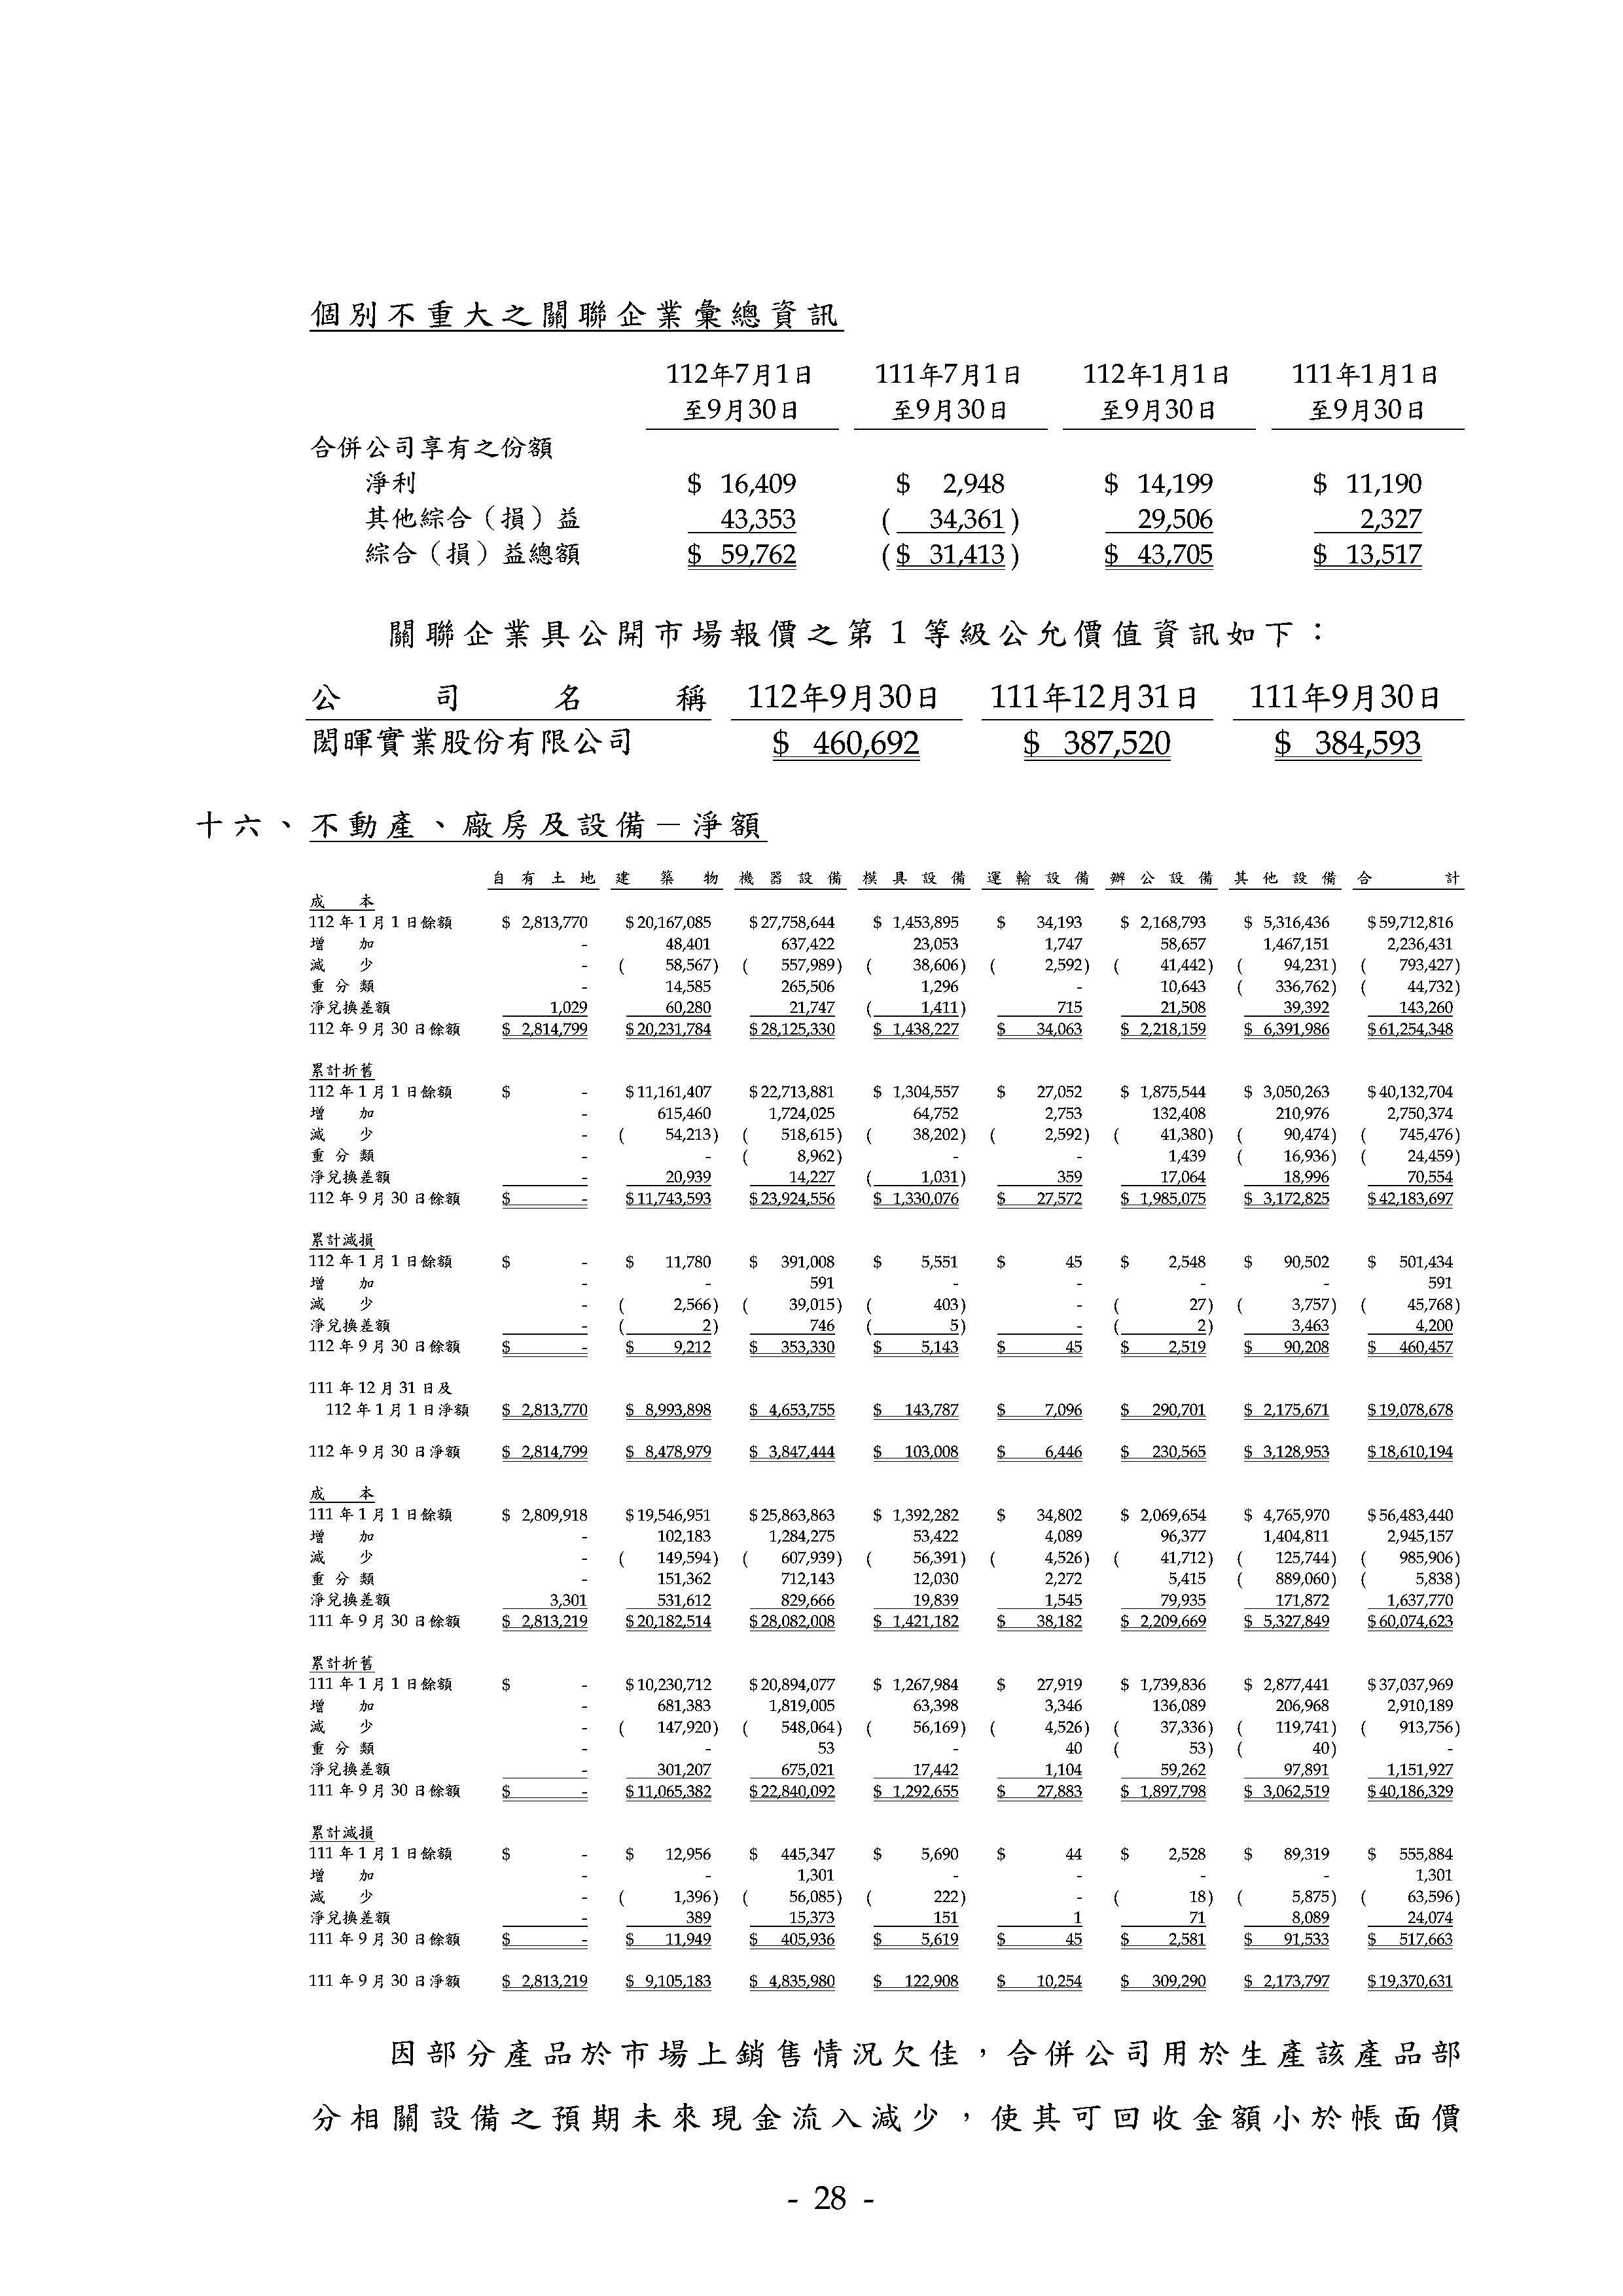 個別不重大之關聯企業彙總資訊
112年7月1日 111年7月1日 112年1月1日 111年1月1日
至9月30日 至9月30日 至9月30日 至9月30日
合併公司享有之份額
淨利 $ 16,409 $ 2,948 $ 14,199 $ 11,190
其他綜合（損）益 43,353 ( 34,361) 29,506 2,327
綜合（損）益總額 $ 59,762 ($ 31,413) $ 43,705 $ 13,517
關聯企業具公開市場報價之第 1 等級公允價值資訊如下：
公司名稱 112年9月30日 111年12月31日 111年9月30日
閎暉實業股份有限公司 $ 460,692 $ 387,520 $ 384,593
十六、不動產、廠房及設備－淨額
自有土地 建築物 機器設備 模具設備 運輸設備 辦公設備 其他設備 合計
成本
112年1月1日餘額 $ 2,813,770 $20,167,085 $27,758,644 $ 1,453,895 $ 34,193 $ 2,168,793 $ 5,316,436 $59,712,816
增加 - 48,401 637,422 23,053 1,747 58,657 1,467,151 2,236,431
減少 - ( 58,567) ( 557,989) ( 38,606) ( 2,592) ( 41,442) ( 94,231) ( 793,427)
重分類 - 14,585 265,506 1,296 - 10,643 ( 336,762) ( 44,732)
淨兌換差額 1,029 60,280 21,747 ( 1,411) 715 21,508 39,392 143,260
112年9月30日餘額 $ 2,814,799 $20,231,784 $28,125,330 $ 1,438,227 $ 34,063 $ 2,218,159 $ 6,391,986 $61,254,348
累計折舊
112年1月1日餘額 $ - $11,161,407 $22,713,881 $ 1,304,557 $ 27,052 $ 1,875,544 $ 3,050,263 $40,132,704
增加 - 615,460 1,724,025 64,752 2,753 132,408 210,976 2,750,374
減少 - ( 54,213) ( 518,615) ( 38,202) ( 2,592) ( 41,380) ( 90,474) ( 745,476)
重分類 - - ( 8,962) - - 1,439 ( 16,936) ( 24,459)
淨兌換差額 - 20,939 14,227 ( 1,031) 359 17,064 18,996 70,554
112年9月30日餘額 $ - $11,743,593 $23,924,556 $ 1,330,076 $ 27,572 $ 1,985,075 $ 3,172,825 $42,183,697
累計減損
112年1月1日餘額 $ - $ 11,780 $ 391,008 $ 5,551 $ 45 $ 2,548 $ 90,502 $ 501,434
增加 - - 591 - - - - 591
減少 - ( 2,566) ( 39,015) ( 403) - ( 27) ( 3,757) ( 45,768)
淨兌換差額 - ( 2) 746 ( 5) - ( 2) 3,463 4,200
112年9月30日餘額 $ - $ 9,212 $ 353,330 $ 5,143 $ 45 $ 2,519 $ 90,208 $ 460,457
111年12月31日及
112年1月1日淨額 $ 2,813,770 $ 8,993,898 $ 4,653,755 $ 143,787 $ 7,096 $ 290,701 $ 2,175,671 $19,078,678
112年9月30日淨額 $ 2,814,799 $ 8,478,979 $ 3,847,444 $ 103,008 $ 6,446 $ 230,565 $ 3,128,953 $18,610,194
成本
111年1月1日餘額 $ 2,809,918 $19,546,951 $25,863,863 $ 1,392,282 $ 34,802 $ 2,069,654 $ 4,765,970 $56,483,440
增加 - 102,183 1,284,275 53,422 4,089 96,377 1,404,811 2,945,157
減少 - ( 149,594) ( 607,939) ( 56,391) ( 4,526) ( 41,712) ( 125,744) ( 985,906)
重分類 - 151,362 712,143 12,030 2,272 5,415 ( 889,060) ( 5,838)
淨兌換差額 3,301 531,612 829,666 19,839 1,545 79,935 171,872 1,637,770
111年9月30日餘額 $ 2,813,219 $20,182,514 $28,082,008 $ 1,421,182 $ 38,182 $ 2,209,669 $ 5,327,849 $60,074,623
累計折舊
111年1月1日餘額 $ - $10,230,712 $20,894,077 $ 1,267,984 $ 27,919 $ 1,739,836 $ 2,877,441 $37,037,969
增加 - 681,383 1,819,005 63,398 3,346 136,089 206,968 2,910,189
減少 - ( 147,920) ( 548,064) ( 56,169) ( 4,526) ( 37,336) ( 119,741) ( 913,756)
重分類 - - 53 - 40 ( 53) ( 40) -
淨兌換差額 - 301,207 675,021 17,442 1,104 59,262 97,891 1,151,927
111年9月30日餘額 $ - $11,065,382 $22,840,092 $ 1,292,655 $ 27,883 $ 1,897,798 $ 3,062,519 $40,186,329
累計減損
111年1月1日餘額 $ - $ 12,956 $ 445,347 $ 5,690 $ 44 $ 2,528 $ 89,319 $ 555,884
增加 - - 1,301 - - - - 1,301
減少 - ( 1,396) ( 56,085) ( 222) - ( 18) ( 5,875) ( 63,596)
淨兌換差額 - 389 15,373 151 1 71 8,089 24,074
111年9月30日餘額 $ - $ 11,949 $ 405,936 $ 5,619 $ 45 $ 2,581 $ 91,533 $ 517,663
111年9月30日淨額 $ 2,813,219 $ 9,105,183 $ 4,835,980 $ 122,908 $ 10,254 $ 309,290 $ 2,173,797 $19,370,631
因部分產品於市場上銷售情況欠佳，合併公司用於生產該產品部
分相關設備之預期未來現金流入減少，使其可回收金額小於帳面價
- 28 -